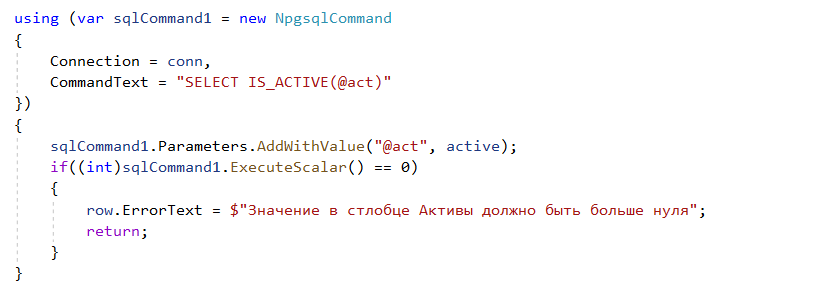 using (var sqlCommand1 = new NpgsqlCommand
{
    Connection = conn,
    CommandText = "SELECT IS_ACTIVE(@act)"
})
{
    sqlCommand1.Parameters.AddWithValue("@act", active);
    if((int)sqlCommand1.ExecuteScalar() == 0)
    {
        row.ErrorText = $"Значение в стлобце Активы должно быть больше нуля";
        return;
    }
}